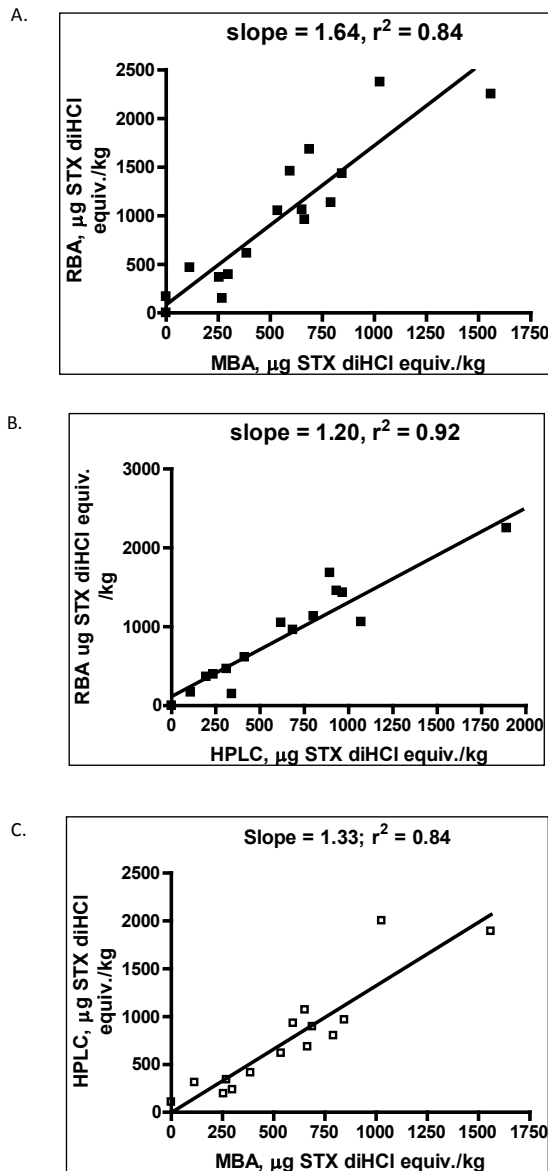 A.
slope = 1.64, r² = 0.84
RBA, µg STX diHCl
equiv./kg
2500
2000
1500
1000
500
0
0 250 500 750 1000 1250 1500 1750
MBA, µg STX diHCl equiv./kg
B.
slope = 1.20, r² = 0.92
RBA ug STX diHCl equiv.
/kg
3000
2000
1000
0
0 250 500 750 1000 1250 1500 1750 2000
HPLC, µg STX diHCl equiv./kg
C.
Slope = 1.33; r² = 0.84
HPLC, µg STX diHCl
equiv./kg
2500
2000
1500
1000
500
0
0 250 500 750 1000 1250 1500 1750
MBA, µg STX diHCl equiv./kg